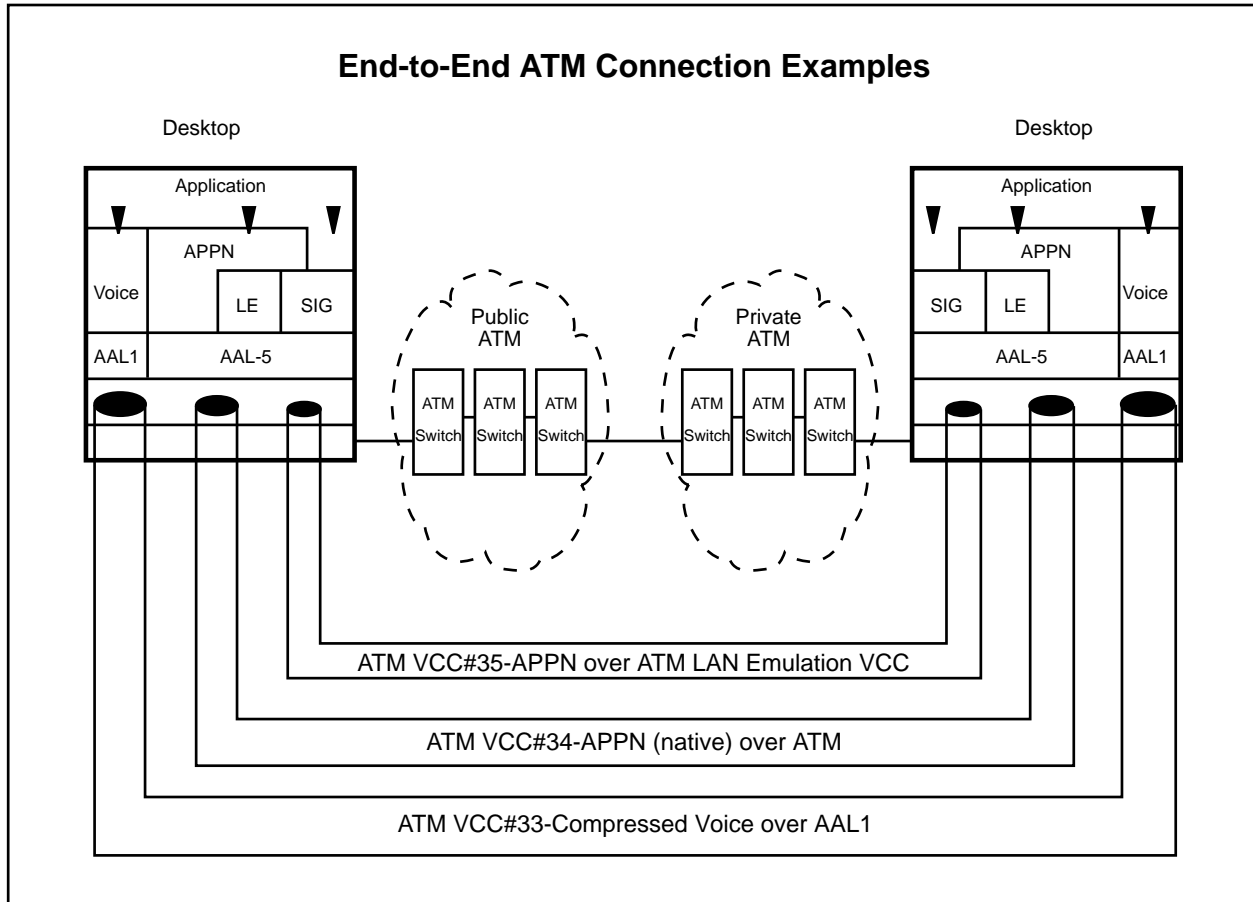 End-to-End ATM Connection Examples
Desktop
Desktop
Application
APPN
Voice
LE
SIG
AAL1
AAL-5
Public
ATM
ATM
Switch
ATM
Switch
ATM
Switch
Private
ATM
ATM
Switch
ATM
Switch
ATM
Switch
Application
APPN
SIG
LE
Voice
AAL-5
AAL1
ATM VCC#35-APPN over ATM LAN Emulation VCC
ATM VCC#34-APPN (native) over ATM
ATM VCC#33-Compressed Voice over AAL1